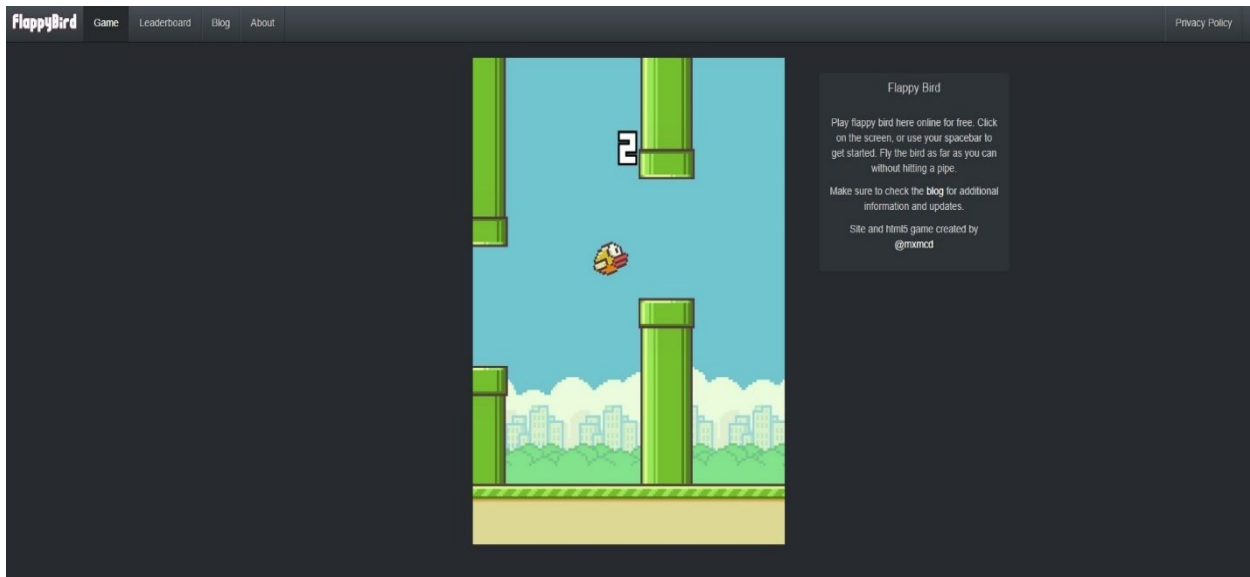 FlappyBird Game Leaderboard Blog About Privacy Policy
2
Flappy Bird
Play flappy bird here online for free. Click
on the screen, or use your spacebar to
get started. Fly the bird as far as you can
without hitting a pipe.
Make sure to check the blog for additional
information and updates.
Site and html5 game created by
@mxmcd